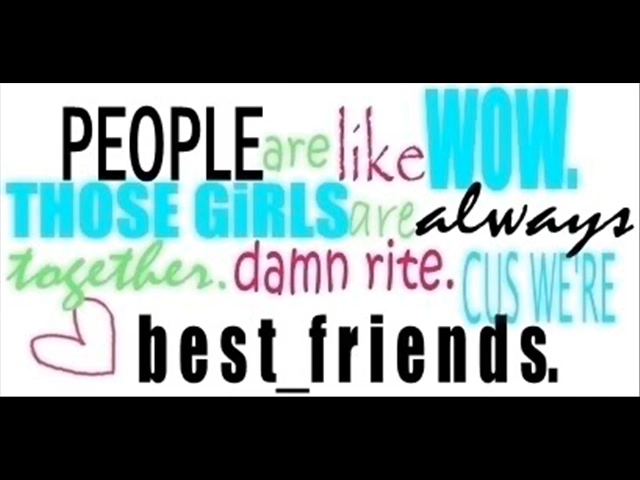 PEOPLE are like WOW.
THOSE GiRLS are always
together. damn rite. CUS WE'RE
best_friends.